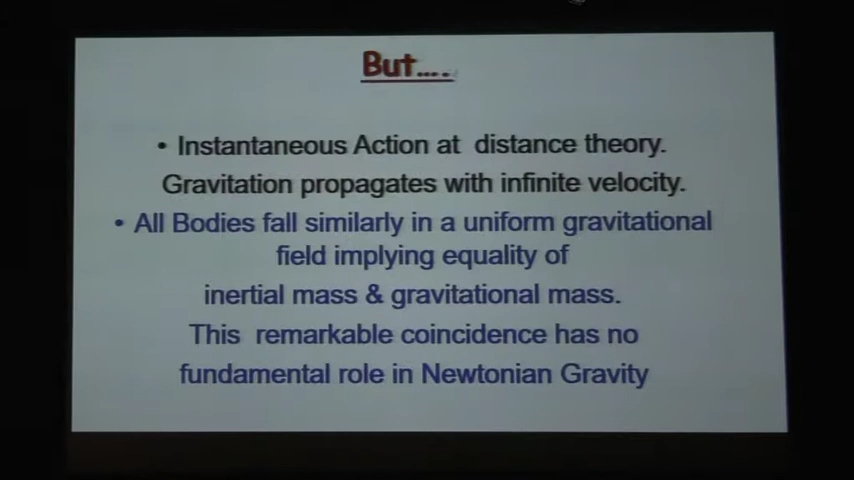 But....
• Instantaneous Action at distance theory.
Gravitation propagates with infinite velocity.
• All Bodies fall similarly in a uniform gravitational
field implying equality of
inertial mass & gravitational mass.
This remarkable coincidence has no
fundamental role in Newtonian Gravity